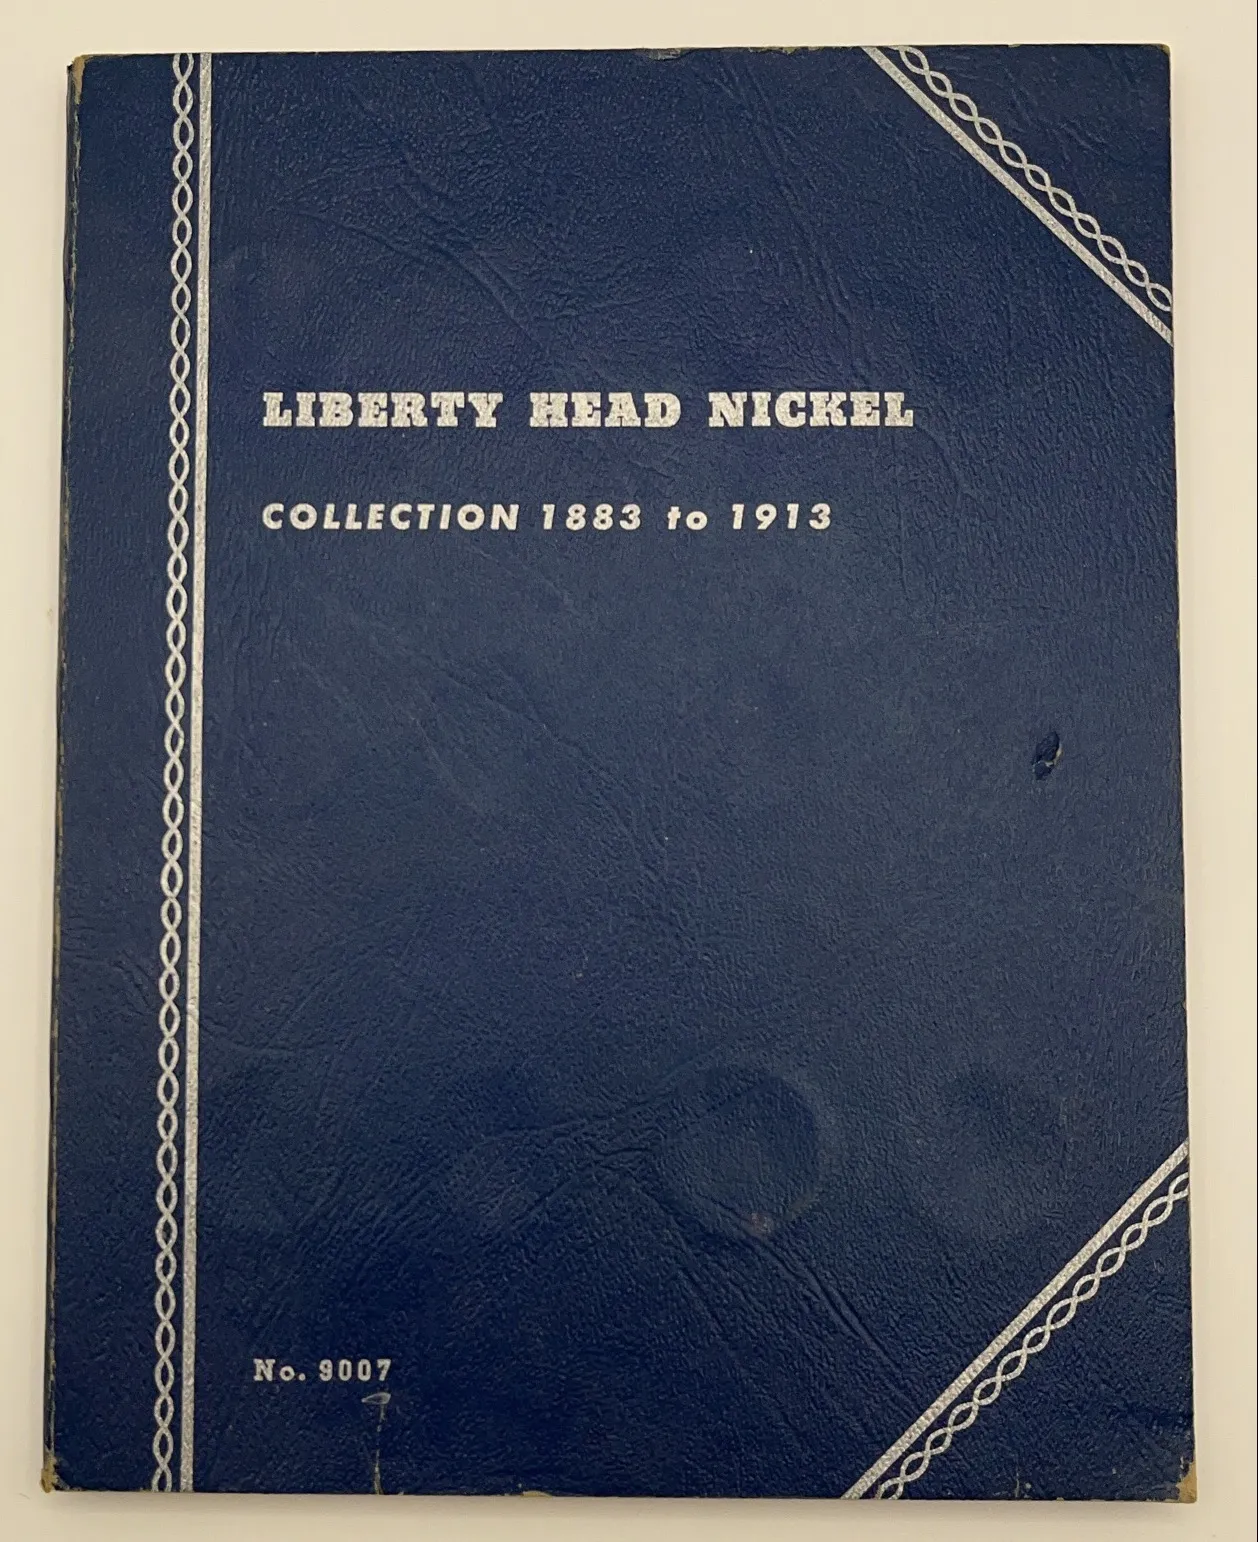 LIBERTY HEAD NICKEL
COLLECTION 1883 to 1913
No. 9007